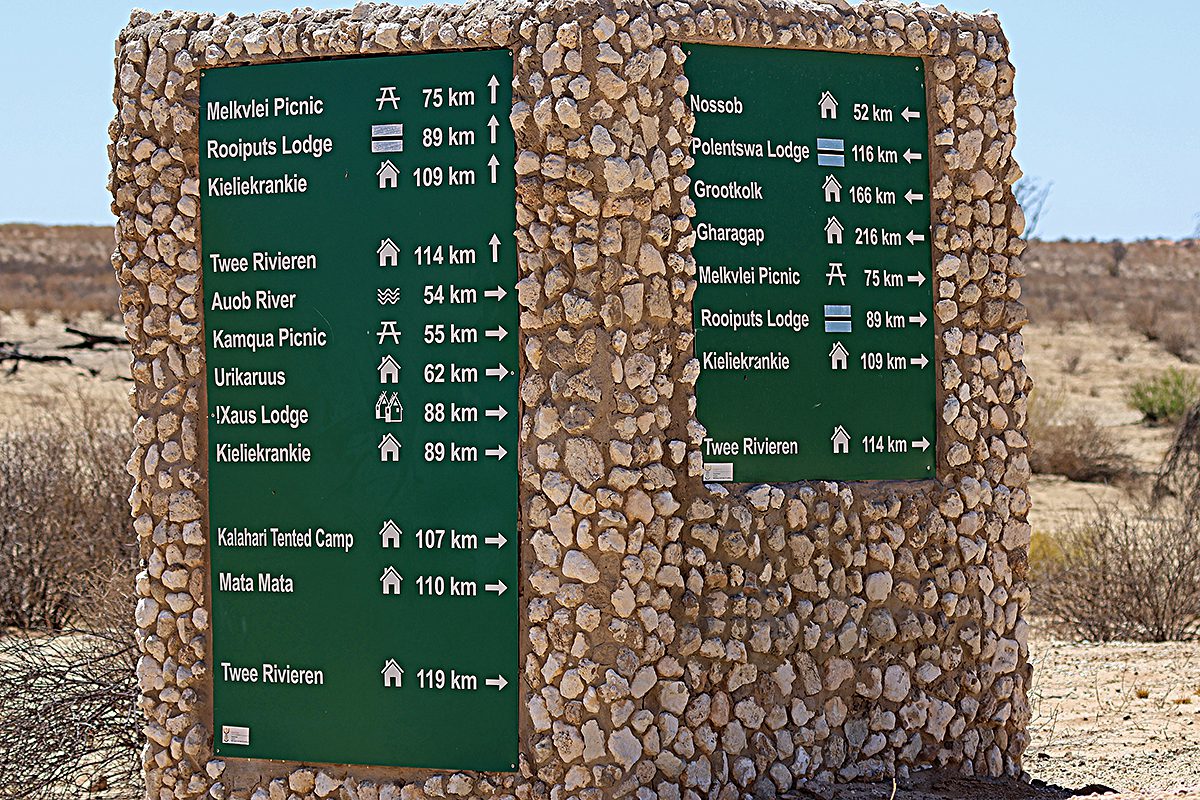 Melkvlei Picnic 75 km ↑
Rooiputs Lodge 89 km ↑
Kieliekrankie 109 km ↑
Twee Rivieren 114 km ↑
Auob River 54 km →
Kamqua Picnic 55 km →
Urikaruus 62 km →
!Xaus Lodge 88 km →
Kieliekrankie 89 km →
Kalahari Tented Camp 107 km →
Mata Mata 110 km →
Twee Rivieren 119 km →
Nossob 52 km ←
Polentswa Lodge 116 km ←
Grootkolk 166 km ←
Gharagap 216 km ←
Melkvlei Picnic 75 km →
Rooiputs Lodge 89 km →
Kieliekrankie 109 km →
Twee Rivieren 114 km →